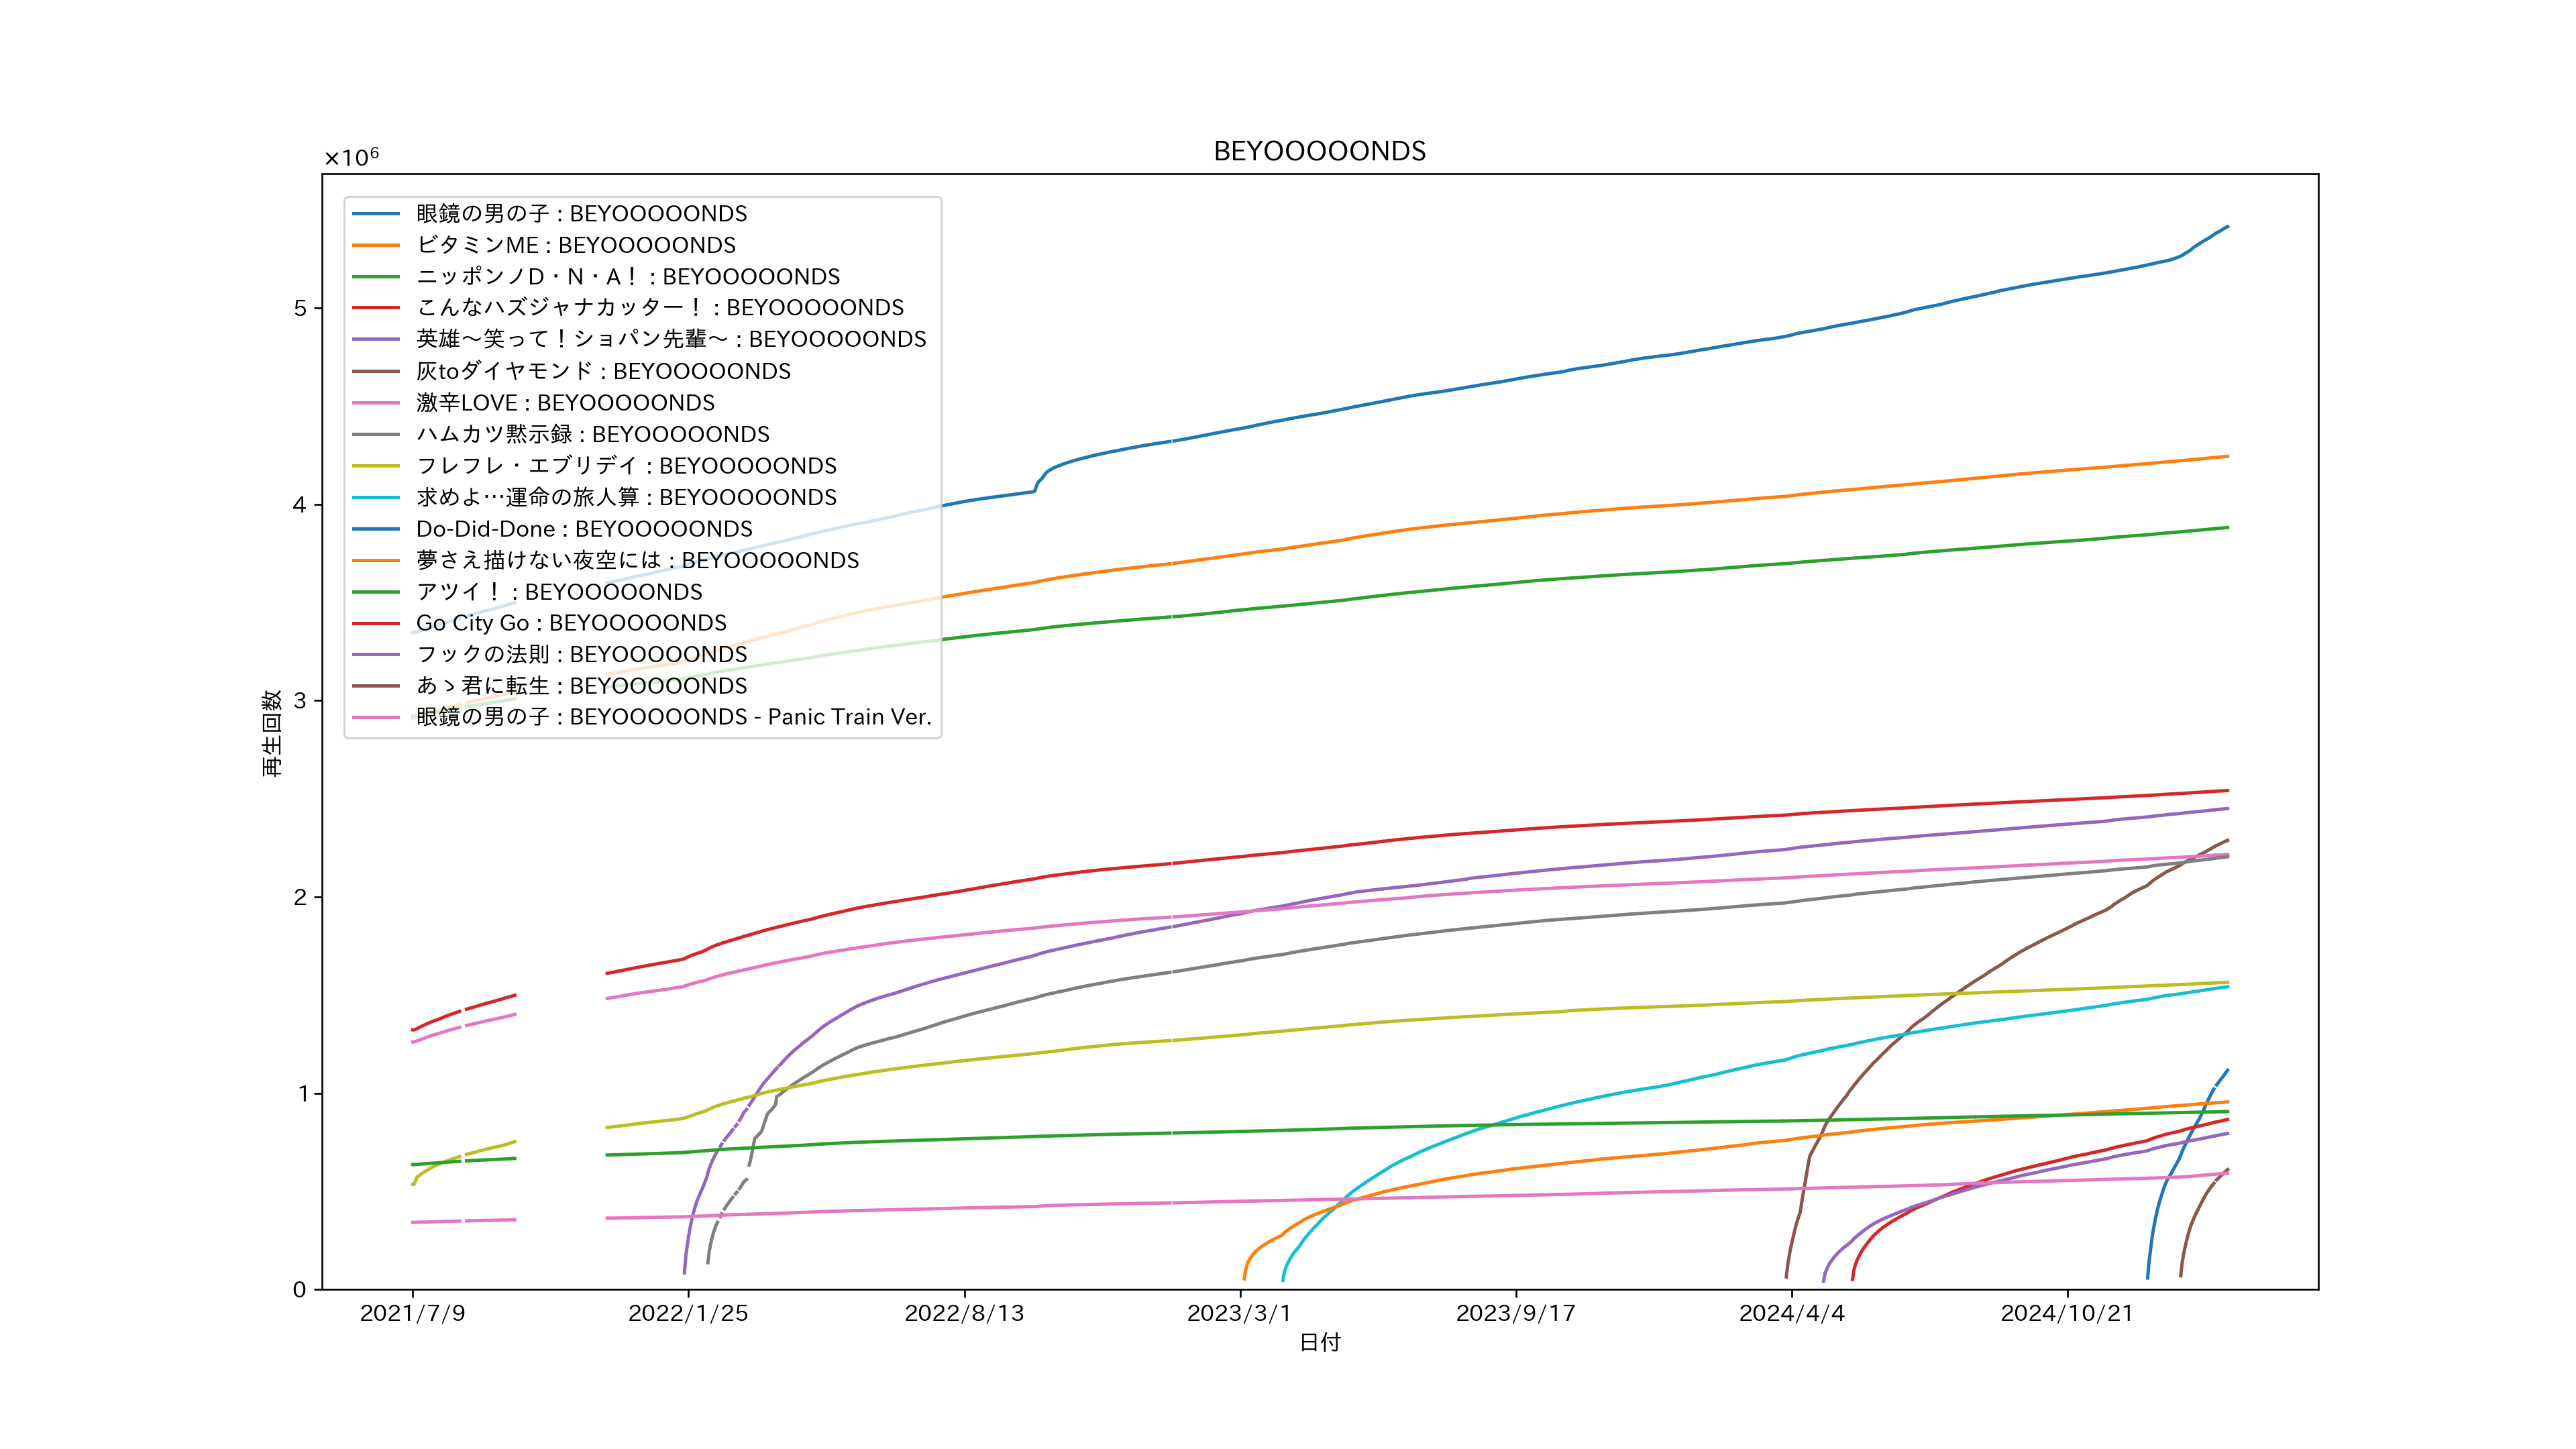 BEYOOOOONDS
×10⁶
眼鏡の男の子 : BEYOOOOONDS
ビタミンME : BEYOOOOONDS
ニッポンノD・N・A！ : BEYOOOOONDS
こんなハズジャナカッター！ : BEYOOOOONDS
英雄～笑って！ショパン先輩～ : BEYOOOOONDS
灰toダイヤモンド : BEYOOOOONDS
激辛LOVE : BEYOOOOONDS
ハムカツ黙示録 : BEYOOOOONDS
フレフレ・エブリデイ : BEYOOOOONDS
求めよ…運命の旅人算 : BEYOOOOONDS
Do-Did-Done : BEYOOOOONDS
夢さえ描けない夜空には : BEYOOOOONDS
アツイ！ : BEYOOOOONDS
Go City Go : BEYOOOOONDS
フックの法則 : BEYOOOOONDS
あゝ君に転生 : BEYOOOOONDS
眼鏡の男の子 : BEYOOOOONDS - Panic Train Ver.
再生回数
5
4
3
2
1
0
2021/7/9
2022/1/25
2022/8/13
2023/3/1
2023/9/17
2024/4/4
2024/10/21
日付